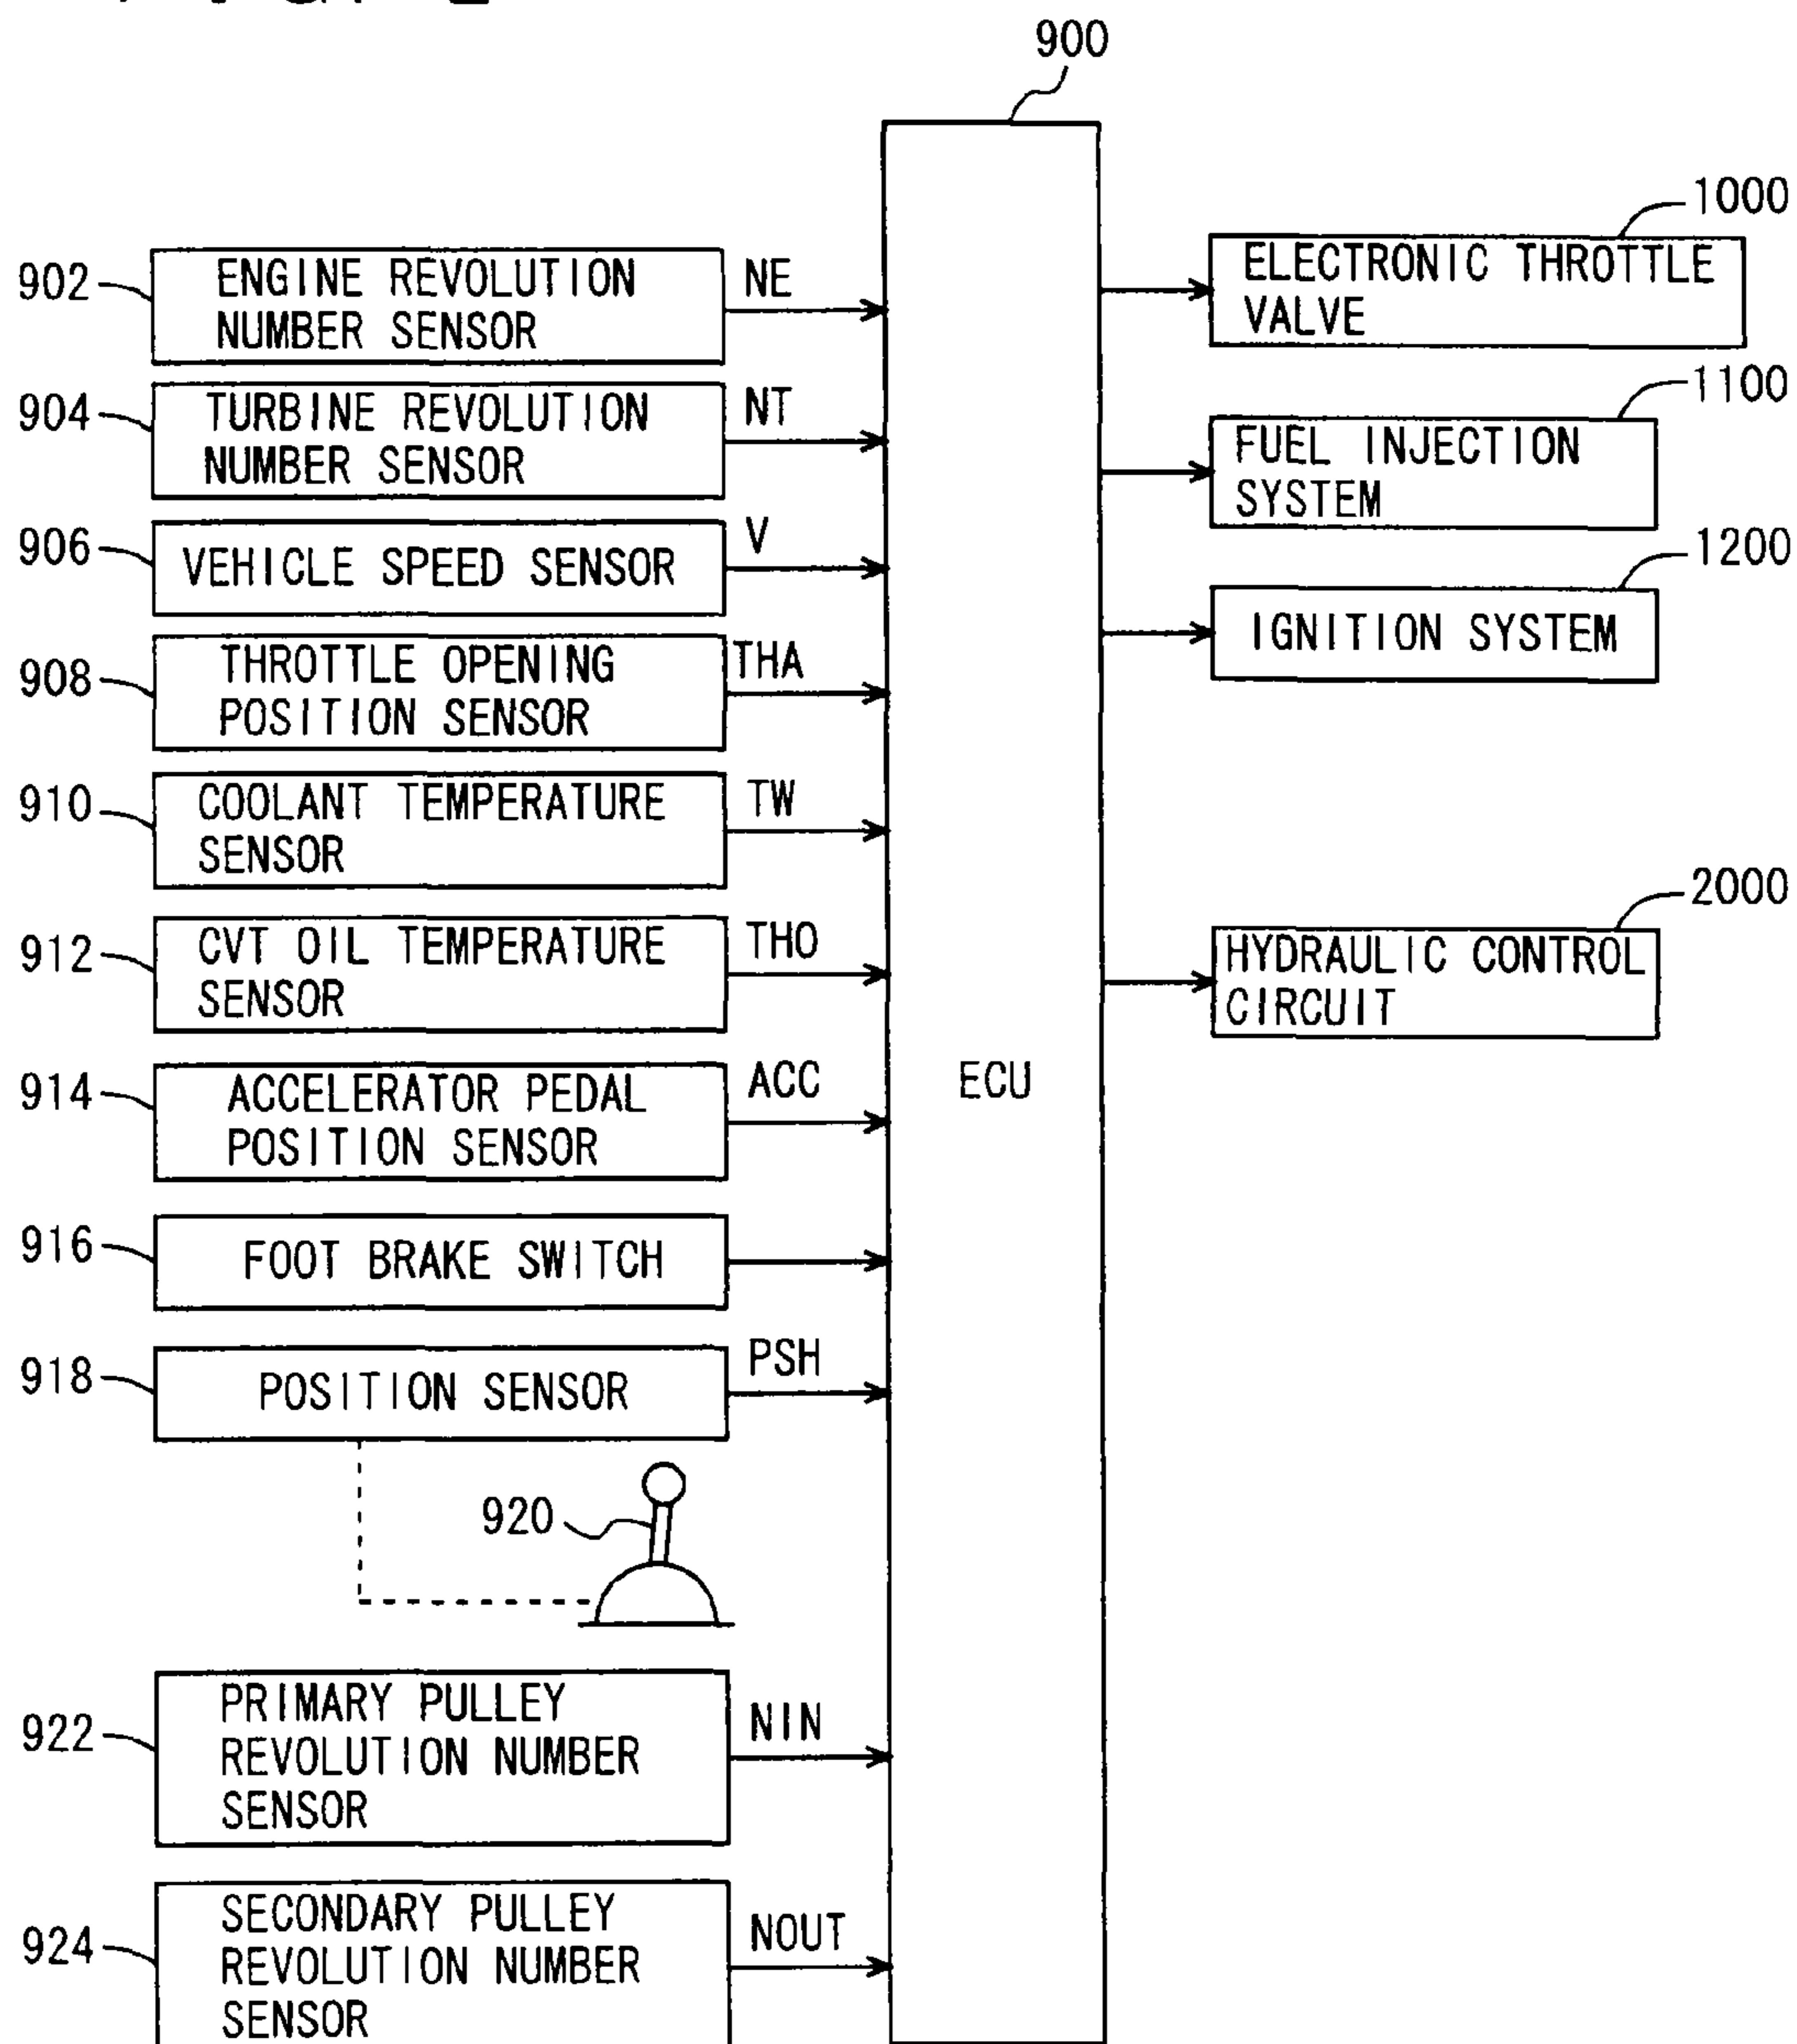 900
902
ENGINE REVOLUTION
NUMBER SENSOR
NE
904
TURBINE REVOLUTION
NUMBER SENSOR
NT
906
VEHICLE SPEED SENSOR
V
908
THROTTLE OPENING
POSITION SENSOR
THA
910
COOLANT TEMPERATURE
SENSOR
TW
912
CVT OIL TEMPERATURE
SENSOR
THO
914
ACCELERATOR PEDAL
POSITION SENSOR
ACC
916
FOOT BRAKE SWITCH
918
POSITION SENSOR
PSH
920
922
PRIMARY PULLEY
REVOLUTION NUMBER
SENSOR
NIN
924
SECONDARY PULLEY
REVOLUTION NUMBER
SENSOR
NOUT
ECU
1000
ELECTRONIC THROTTLE
VALVE
1100
FUEL INJECTION
SYSTEM
1200
IGNITION SYSTEM
2000
HYDRAULIC CONTROL
CIRCUIT